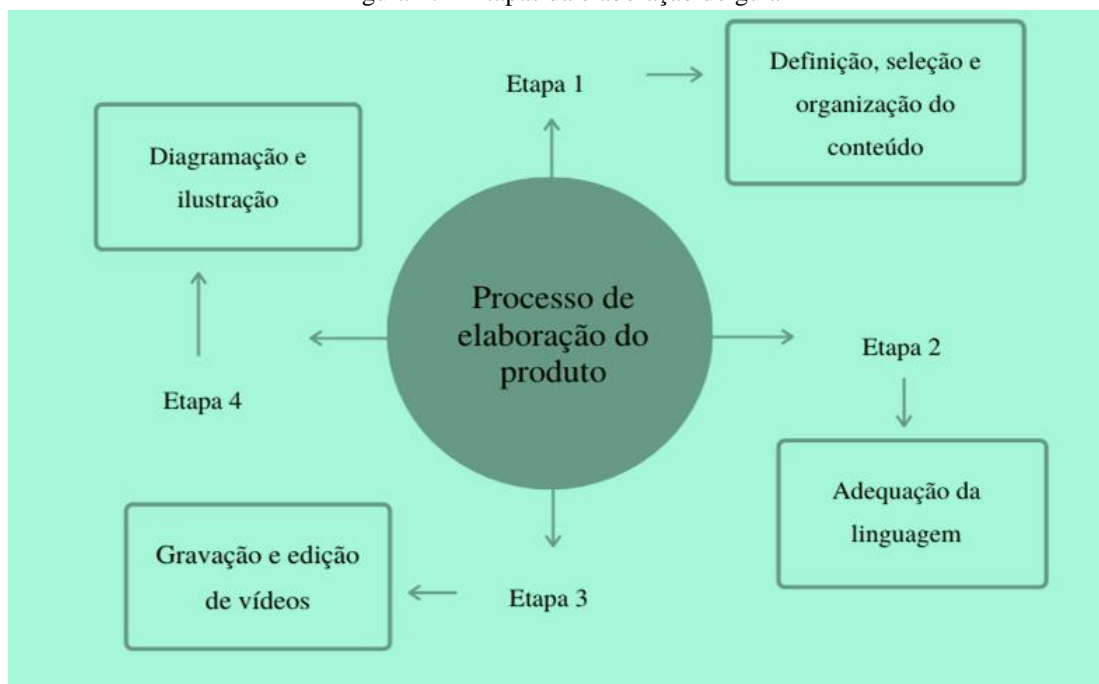 Etapa 1
Definição, seleção e
organização do
conteúdo
Diagramação e
ilustração
Processo de
elaboração do
produto
Etapa 2
Etapa 4
Adequação da
linguagem
Gravação e edição
de vídeos
Etapa 3